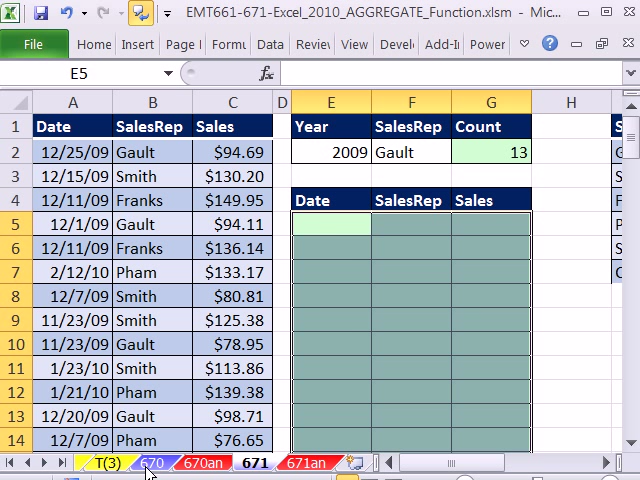 EMT661-671-Excel_2010_AGGREGATE_Function.xlsm - Mic...
File Home Insert Page l Formu Data Reviev View Develc Add-I Power
E5 fx
A B C D E F G H
1 Date SalesRep Sales Year SalesRep Count
2 12/25/09 Gault $94.69 2009 Gault 13
3 12/15/09 Smith $130.20
4 12/11/09 Franks $149.95 Date SalesRep Sales
5 12/1/09 Gault $94.11
6 12/11/09 Franks $136.14
7 2/12/10 Pham $133.17
8 12/7/09 Smith $80.81
9 11/23/09 Smith $125.38
10 11/23/09 Gault $78.95
11 1/23/10 Smith $113.86
12 1/21/10 Pham $139.38
13 12/20/09 Gault $98.71
14 12/7/09 Pham $76.65
T(3) 670 670an 671 671an